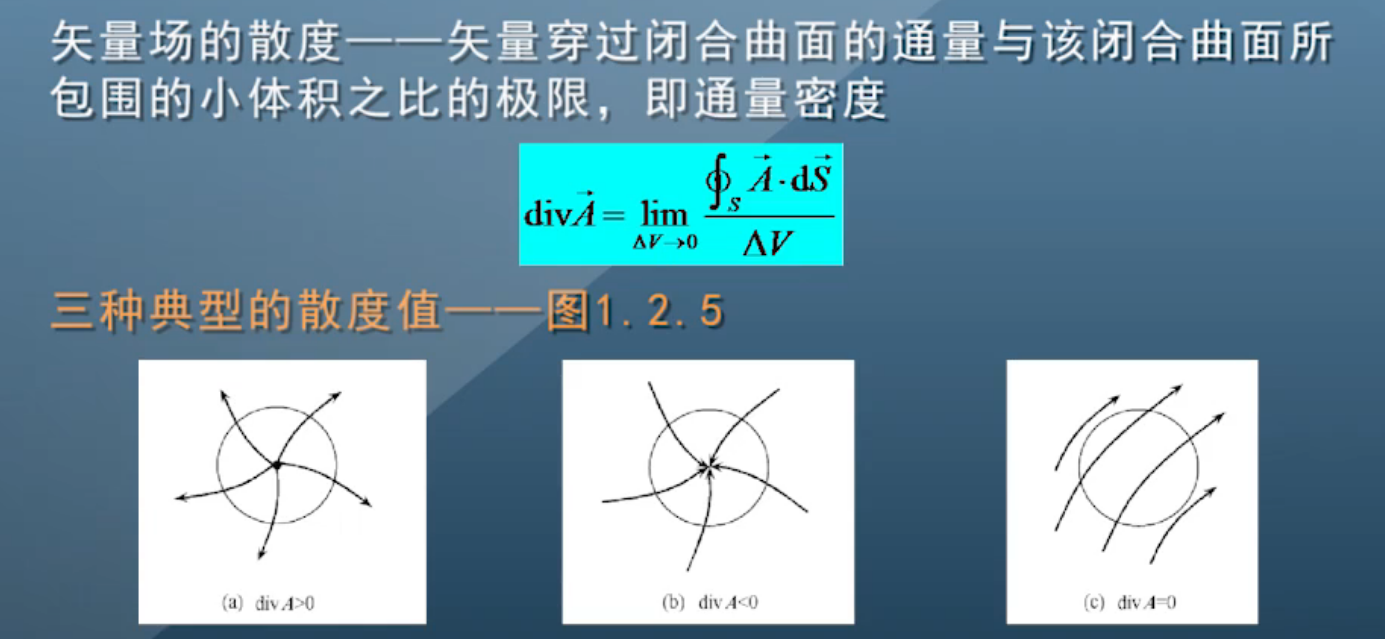 矢量场的散度——矢量穿过闭合曲面的通量与该闭合曲面所
包围的小体积之比的极限，即通量密度
div\vec{A} = \lim_{\Delta V \to 0} \frac{\oint_S \vec{A} \cdot d\vec{S}}{\Delta V}
三种典型的散度值——图1.2.5
(a) div A>0
(b) div A<0
(c) div A=0